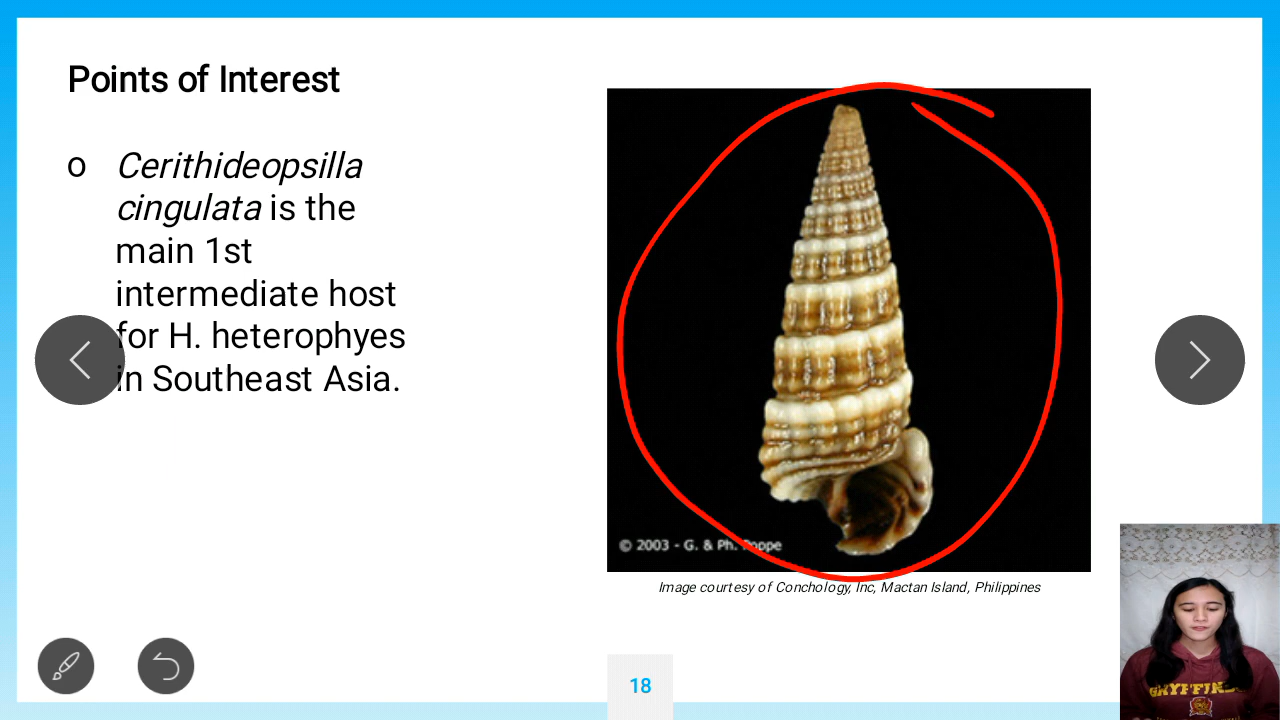 Points of Interest
o Cerithideopsilla
cingulata is the
main 1st
intermediate host
for H. heterophyes
in Southeast Asia.
© 2003 - G. & Ph. Poppe
Image courtesy of Conchology, Inc, Mactan Island, Philippines
18